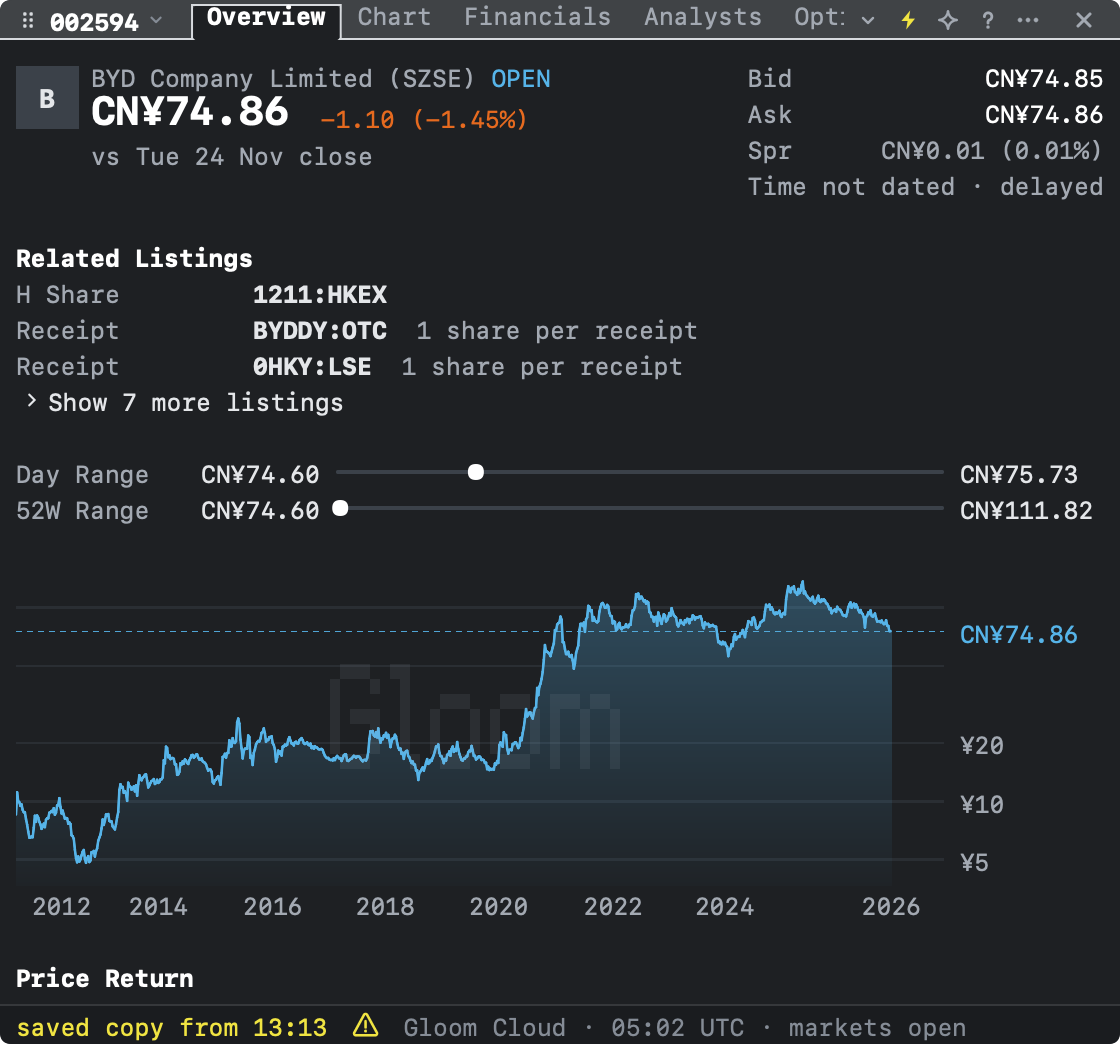 002594
Overview Chart Financials Analysts Opt: ?
B
BYD Company Limited (SZSE) OPEN
CN¥74.86 −1.10 (−1.45%)
vs Tue 24 Nov close
Bid CN¥74.85
Ask CN¥74.86
Spr CN¥0.01 (0.01%)
Time not dated · delayed
Related Listings
H Share 1211:HKEX
Receipt BYDDY:OTC 1 share per receipt
Receipt 0HKY:LSE 1 share per receipt
Show 7 more listings
Day Range CN¥74.60 CN¥75.73
52W Range CN¥74.60 CN¥111.82
CN¥74.86
Gloom
¥20
¥10
¥5
2012 2014 2016 2018 2020 2022 2024 2026
Price Return
saved copy from 13:13 Gloom Cloud · 05:02 UTC · markets open